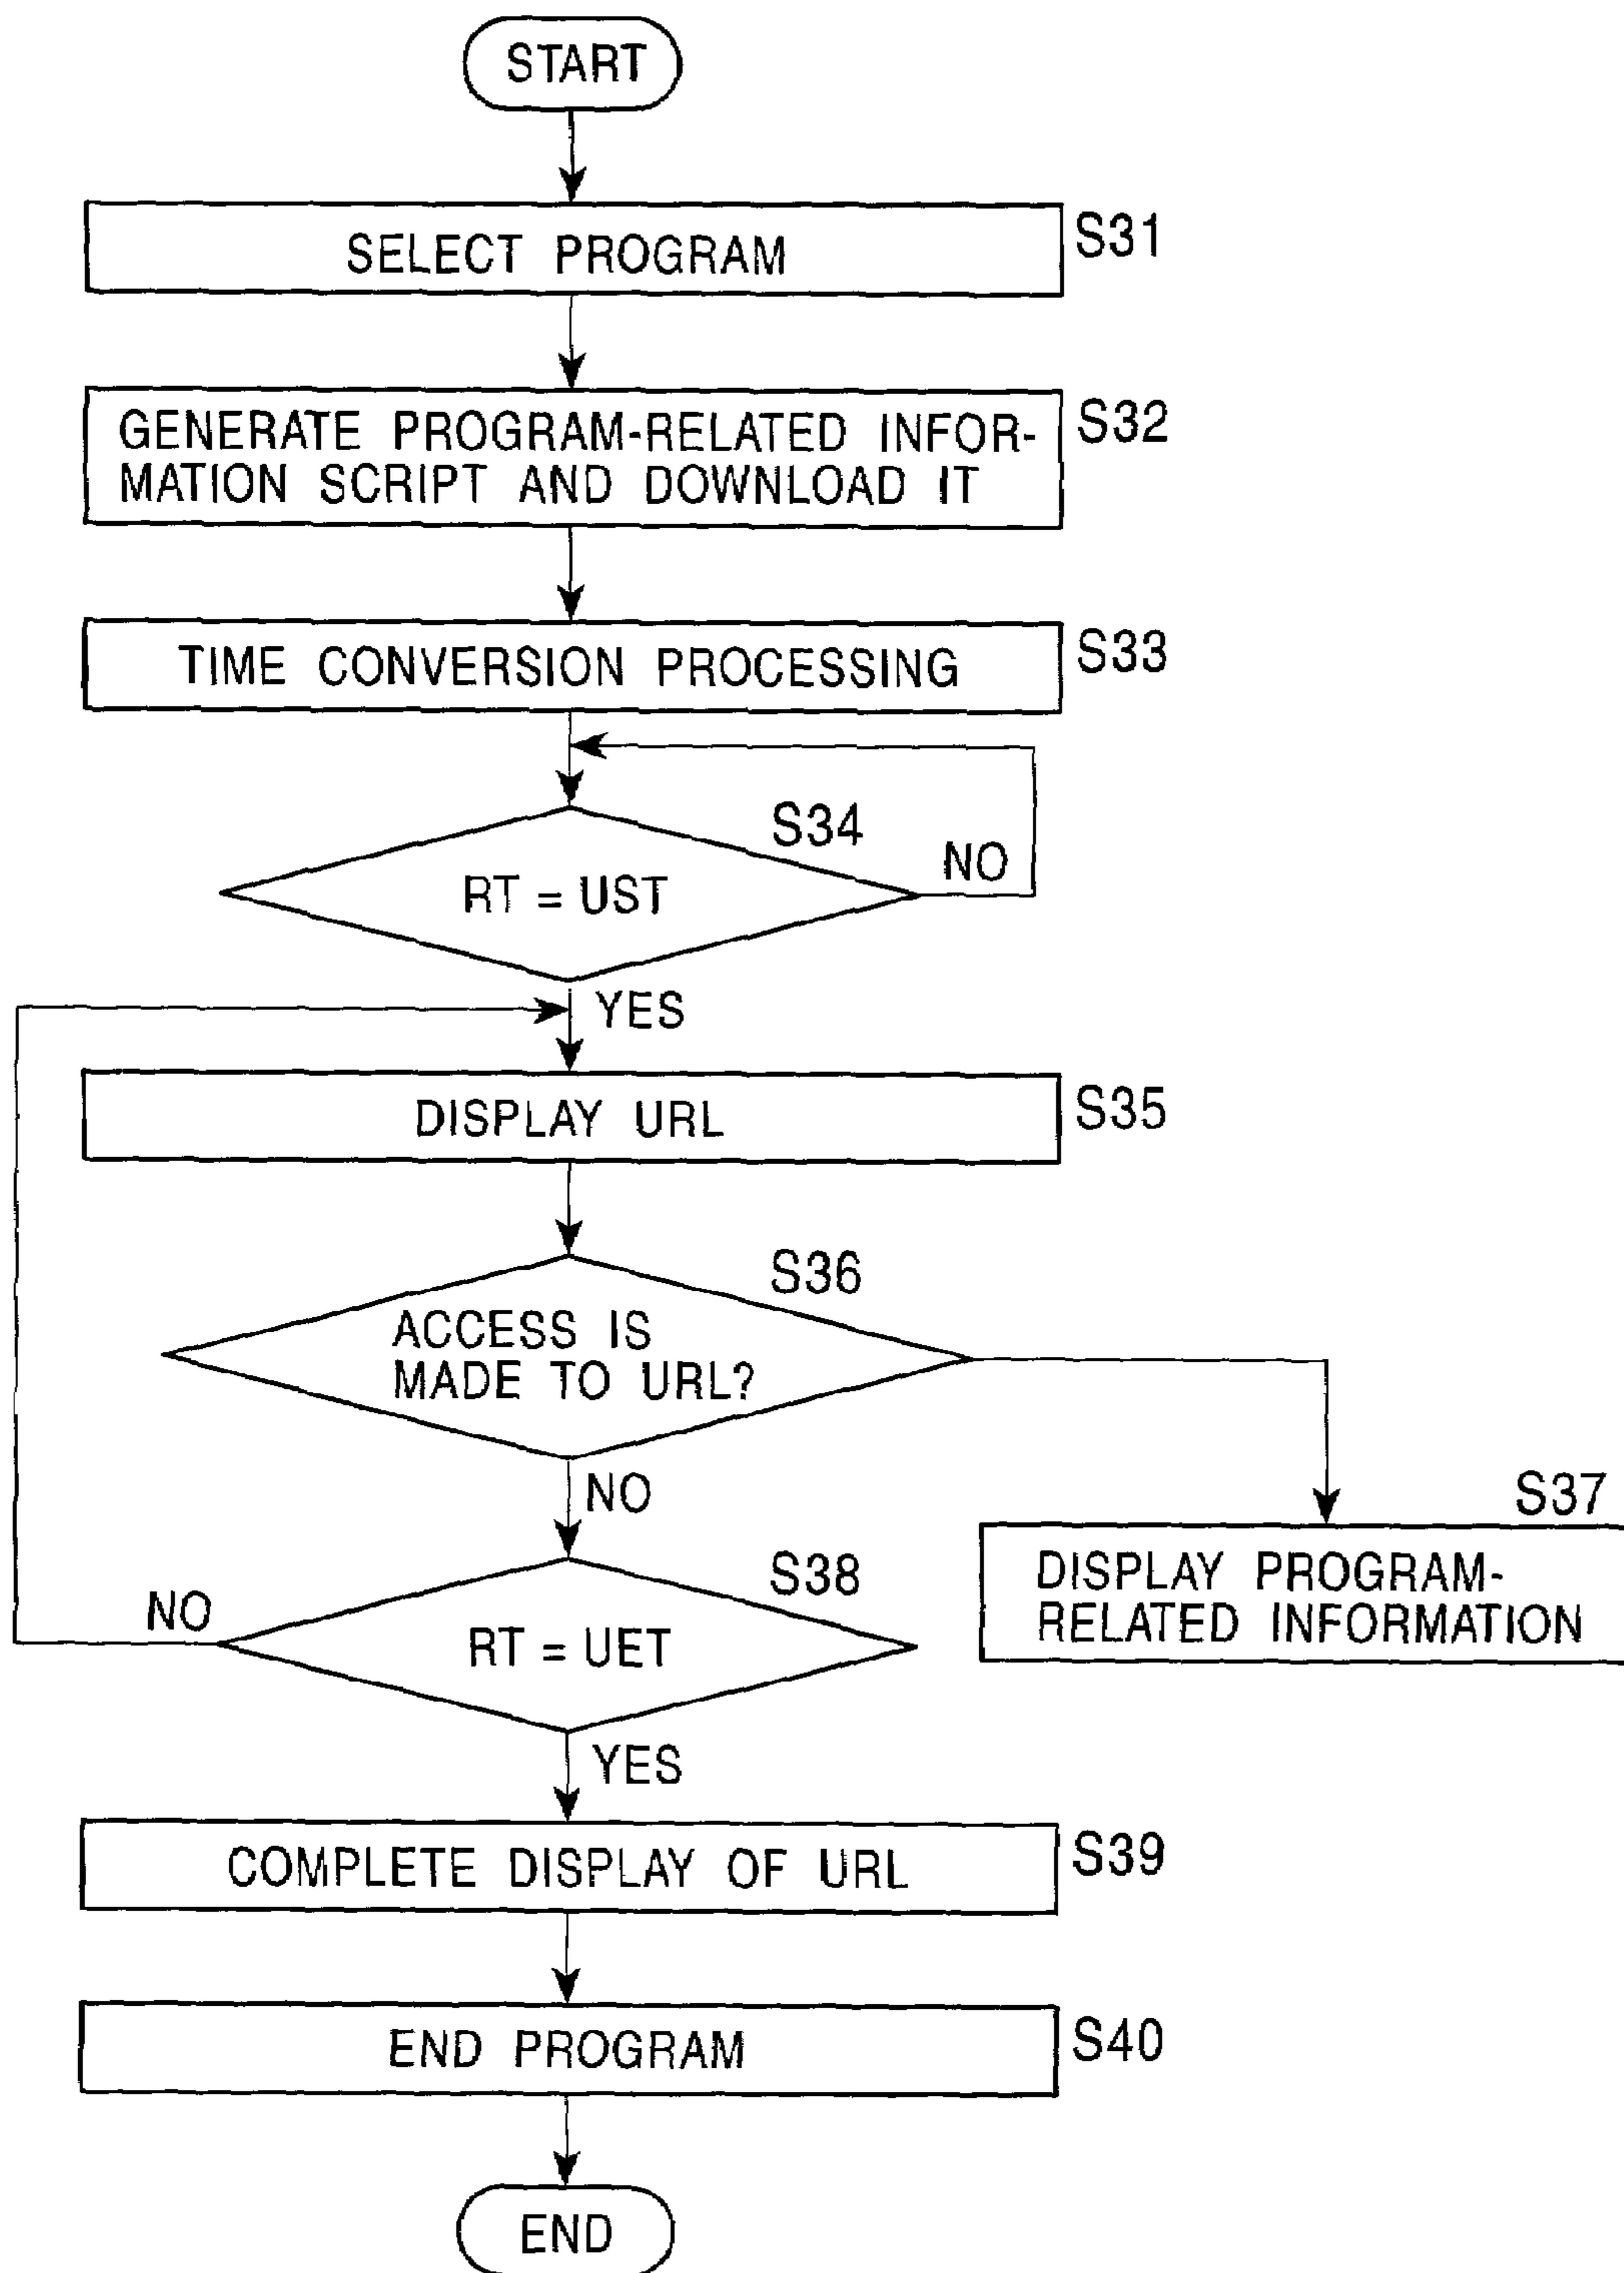 START
SELECT PROGRAM
S31
GENERATE PROGRAM-RELATED INFOR-
MATION SCRIPT AND DOWNLOAD IT
S32
TIME CONVERSION PROCESSING
S33
S34
RT = UST
NO
YES
DISPLAY URL
S35
S36
ACCESS IS
MADE TO URL?
NO
S37
DISPLAY PROGRAM-
RELATED INFORMATION
S38
RT = UET
NO
YES
COMPLETE DISPLAY OF URL
S39
END PROGRAM
S40
END